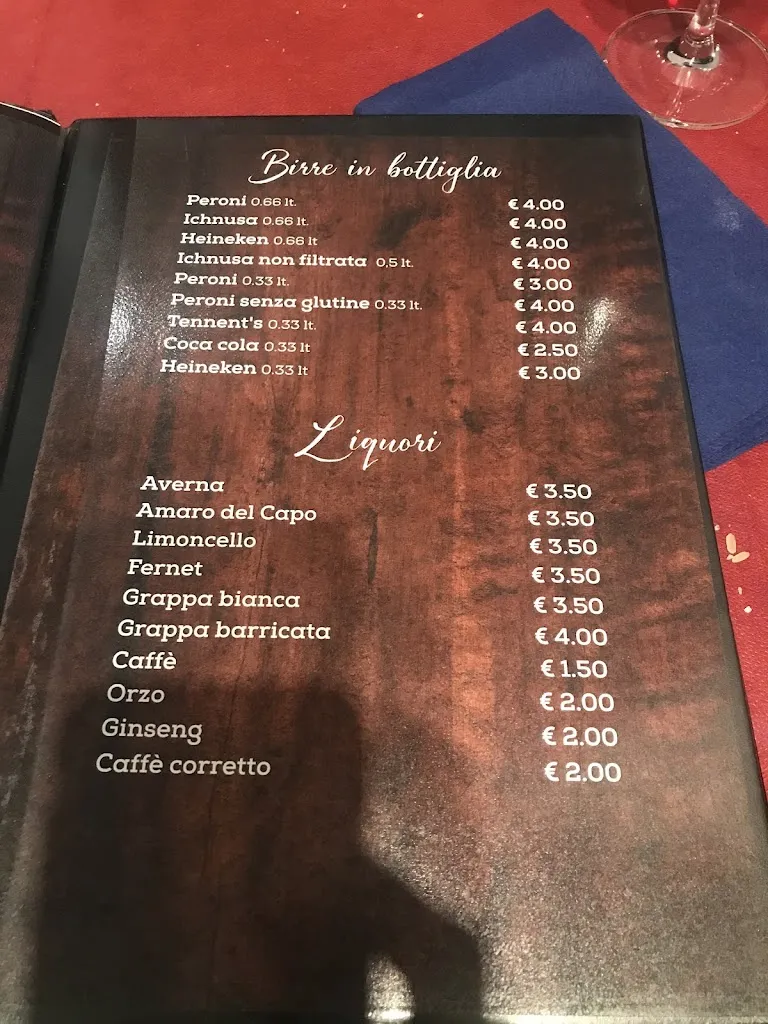 Birre in bottiglia
Peroni 0.66 lt. € 4.00
Ichnusa 0.66 lt. € 4.00
Heineken 0.66 lt € 4.00
Ichnusa non filtrata 0,5 lt. € 4.00
Peroni 0.33 lt. € 3.00
Peroni senza glutine 0.33 lt. € 4.00
Tennent's 0.33 lt. € 4.00
Coca cola 0.33 lt € 2.50
Heineken 0.33 lt € 3.00
Liquori
Averna € 3.50
Amaro del Capo € 3.50
Limoncello € 3.50
Fernet € 3.50
Grappa bianca € 3.50
Grappa barricata € 4.00
Caffè € 1.50
Orzo € 2.00
Ginseng € 2.00
Caffè corretto € 2.00